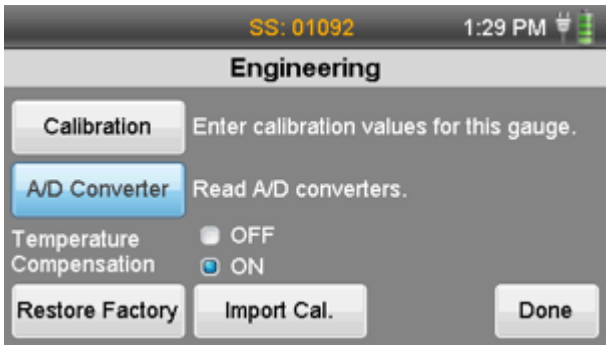 SS: 01092 1:29 PM
Engineering
Calibration Enter calibration values for this gauge.
A/D Converter Read A/D converters.
Temperature OFF
Compensation ON
Restore Factory Import Cal. Done